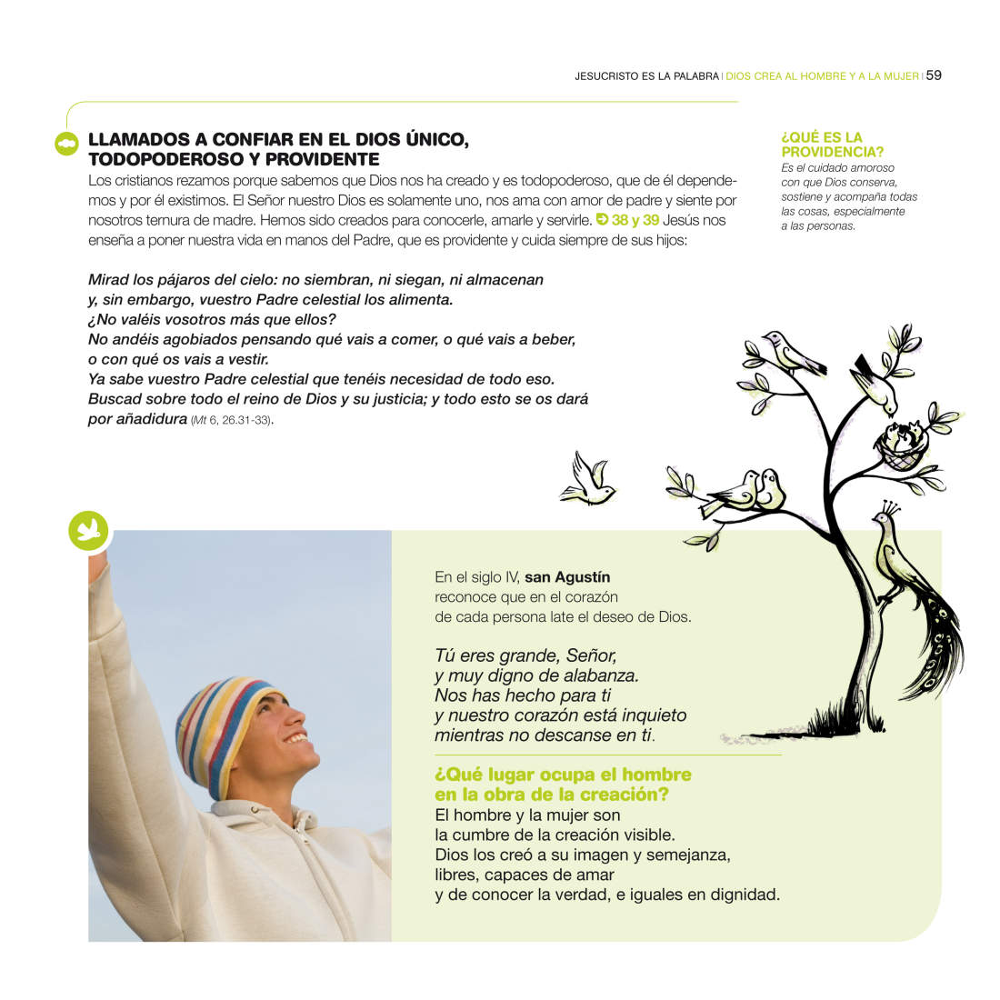 JESUCRISTO ES LA PALABRA | DIOS CREA AL HOMBRE Y A LA MUJER | 59
LLAMADOS A CONFIAR EN EL DIOS ÚNICO,
TODOPODEROSO Y PROVIDENTE
Los cristianos rezamos porque sabemos que Dios nos ha creado y es todopoderoso, que de él depende-
mos y por él existimos. El Señor nuestro Dios es solamente uno, nos ama con amor de padre y siente por
nosotros ternura de madre. Hemos sido creados para conocerle, amarle y servirle. 38 y 39 Jesús nos
enseña a poner nuestra vida en manos del Padre, que es providente y cuida siempre de sus hijos:
Mirad los pájaros del cielo: no siembran, ni siegan, ni almacenan
y, sin embargo, vuestro Padre celestial los alimenta.
¿No valéis vosotros más que ellos?
No andéis agobiados pensando qué vais a comer, o qué vais a beber,
o con qué os vais a vestir.
Ya sabe vuestro Padre celestial que tenéis necesidad de todo eso.
Buscad sobre todo el reino de Dios y su justicia; y todo esto se os dará
por añadidura (Mt 6, 26.31-33).
¿QUÉ ES LA
PROVIDENCIA?
Es el cuidado amoroso
con que Dios conserva,
sostiene y acompaña todas
las cosas, especialmente
a las personas.
En el siglo IV, san Agustín
reconoce que en el corazón
de cada persona late el deseo de Dios.
Tú eres grande, Señor,
y muy digno de alabanza.
Nos has hecho para ti
y nuestro corazón está inquieto
mientras no descanse en ti.
¿Qué lugar ocupa el hombre
en la obra de la creación?
El hombre y la mujer son
la cumbre de la creación visible.
Dios los creó a su imagen y semejanza,
libres, capaces de amar
y de conocer la verdad, e iguales en dignidad.